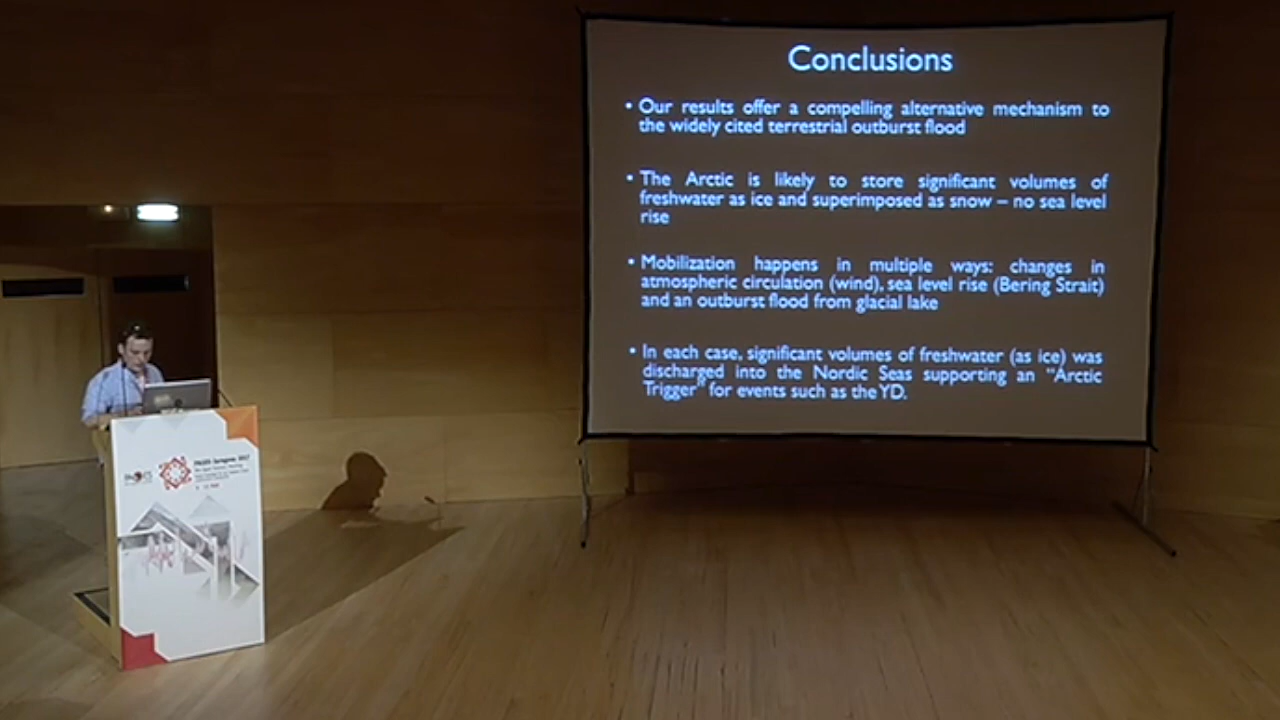 Conclusions
• Our results offer a compelling alternative mechanism to
the widely cited terrestrial outburst flood
• The Arctic is likely to store significant volumes of
freshwater as ice and superimposed as snow – no sea level
rise
• Mobilization happens in multiple ways: changes in
atmospheric circulation (wind), sea level rise (Bering Strait)
and an outburst flood from glacial lake
• In each case, significant volumes of freshwater (as ice) was
discharged into the Nordic Seas supporting an “Arctic
Trigger” for events such as the YD.
PAGES
PAGES Zaragoza 2017